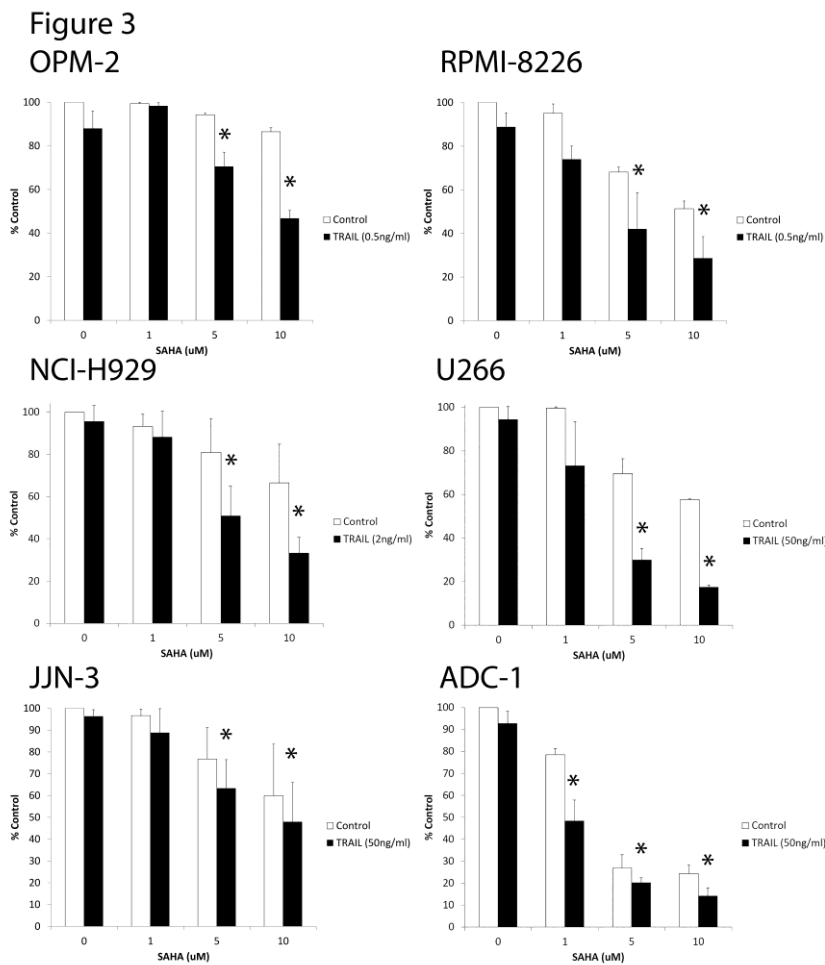 Figure 3
OPM-2
RPMI-8226
100
80
60
40
20
0
% Control
*
*
0
1
5
10
SAHA (uM)
Control
TRAIL (0.5ng/ml)
100
80
60
40
20
0
% Control
*
*
0
1
5
10
SAHA (uM)
Control
TRAIL (0.5ng/ml)
NCI-H929
U266
100
80
60
40
20
0
% Control
*
*
0
1
5
10
SAHA (uM)
Control
TRAIL (2ng/ml)
100
80
60
40
20
0
% Control
*
*
0
1
5
10
SAHA (uM)
Control
TRAIL (50ng/ml)
JJN-3
ADC-1
100
90
80
70
60
50
40
30
20
10
0
% Control
*
*
0
1
5
10
SAHA (uM)
Control
TRAIL (50ng/ml)
100
90
80
70
60
50
40
30
20
10
0
% Control
*
*
*
0
1
5
10
SAHA (uM)
Control
TRAIL (50ng/ml)